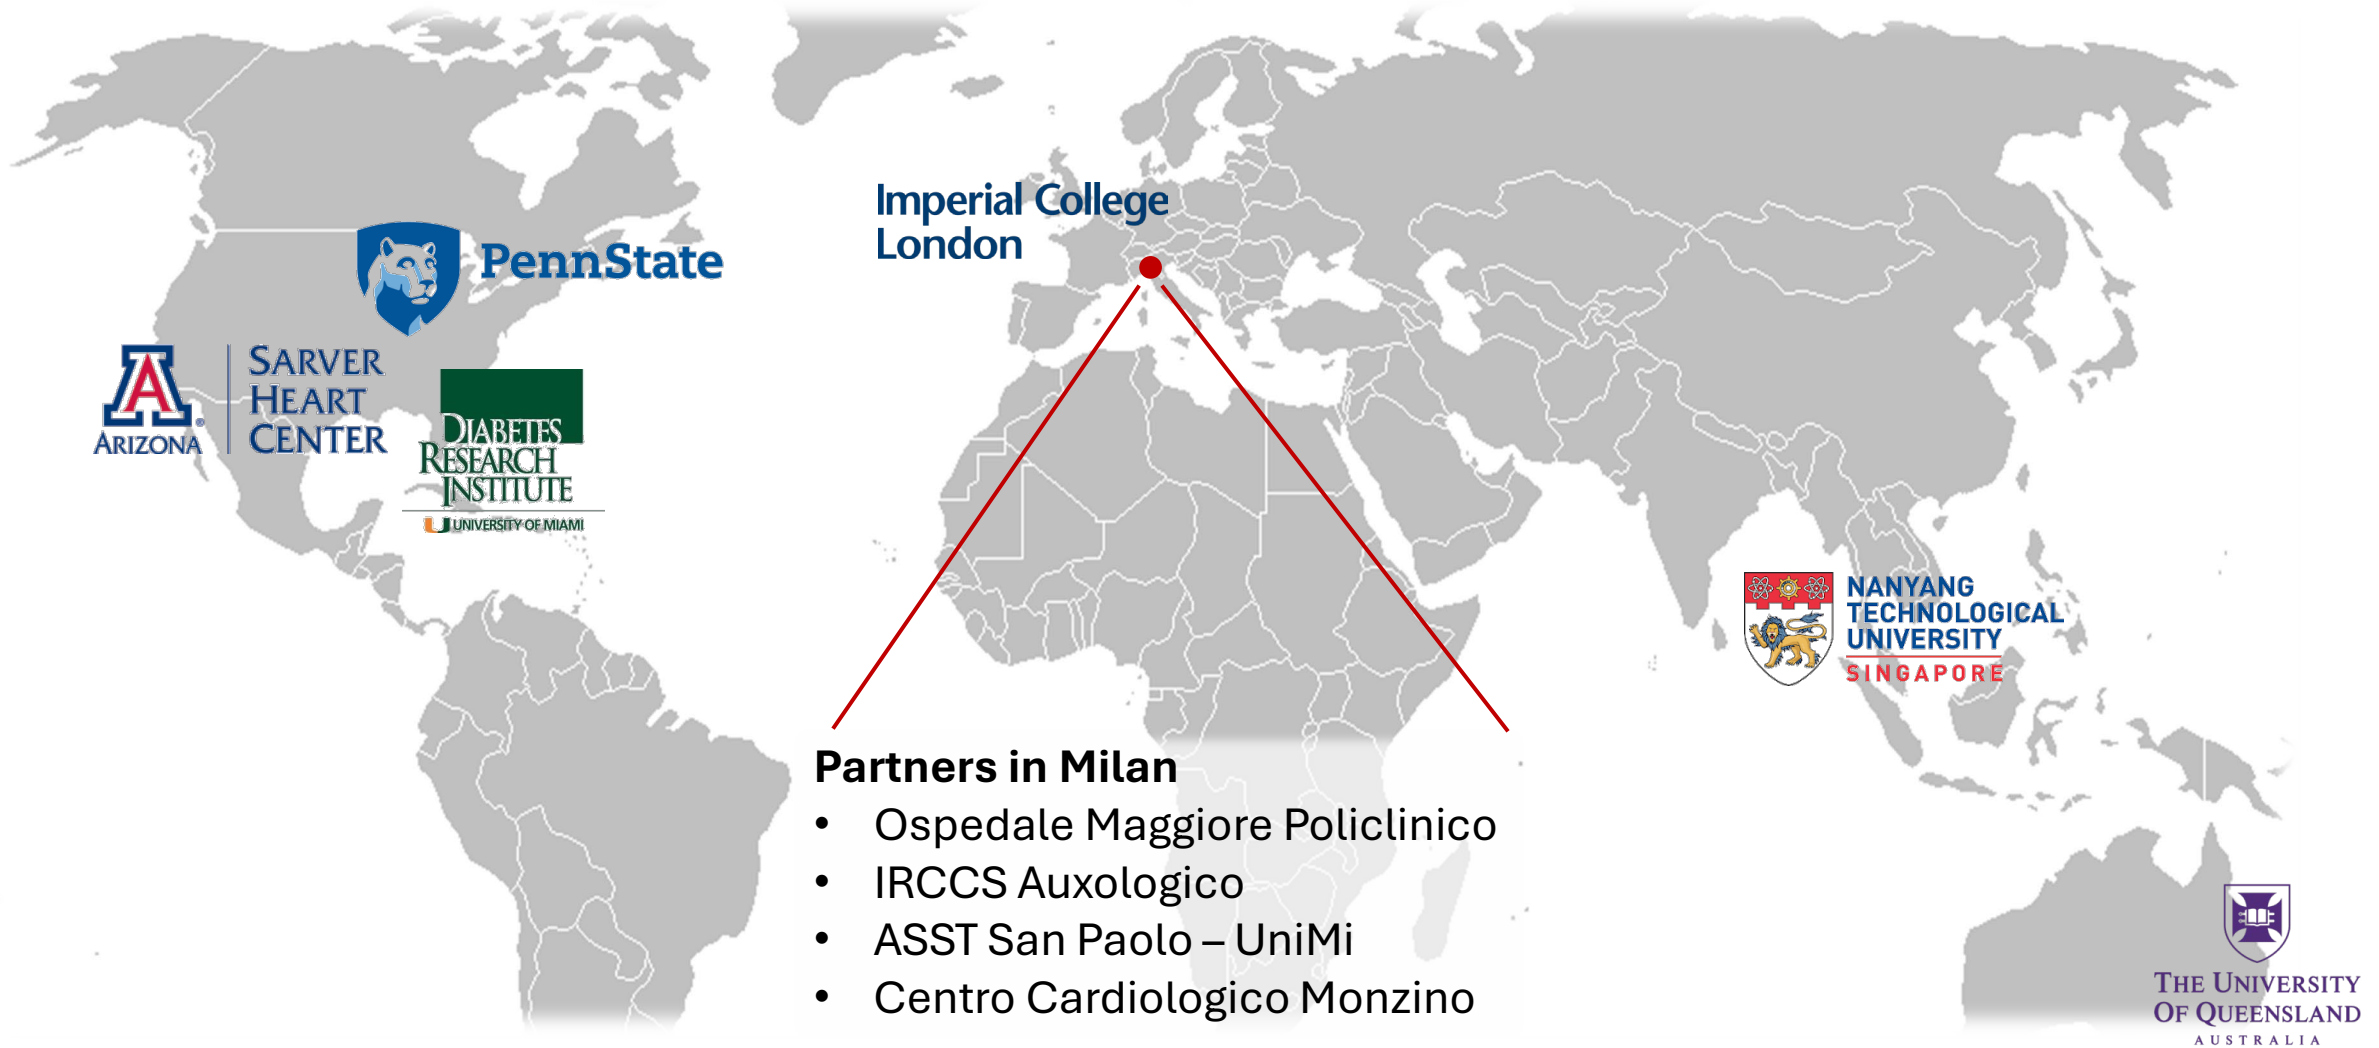 Imperial College
London
PennState
A
ARIZONA
SARVER
HEART
CENTER
DIABETES
RESEARCH
INSTITUTE
U UNIVERSITY OF MIAMI
NANYANG
TECHNOLOGICAL
UNIVERSITY
SINGAPORE
Partners in Milan
• Ospedale Maggiore Policlinico
• IRCCS Auxologico
• ASST San Paolo – UniMi
• Centro Cardiologico Monzino
THE UNIVERSITY
OF QUEENSLAND
AUSTRALIA